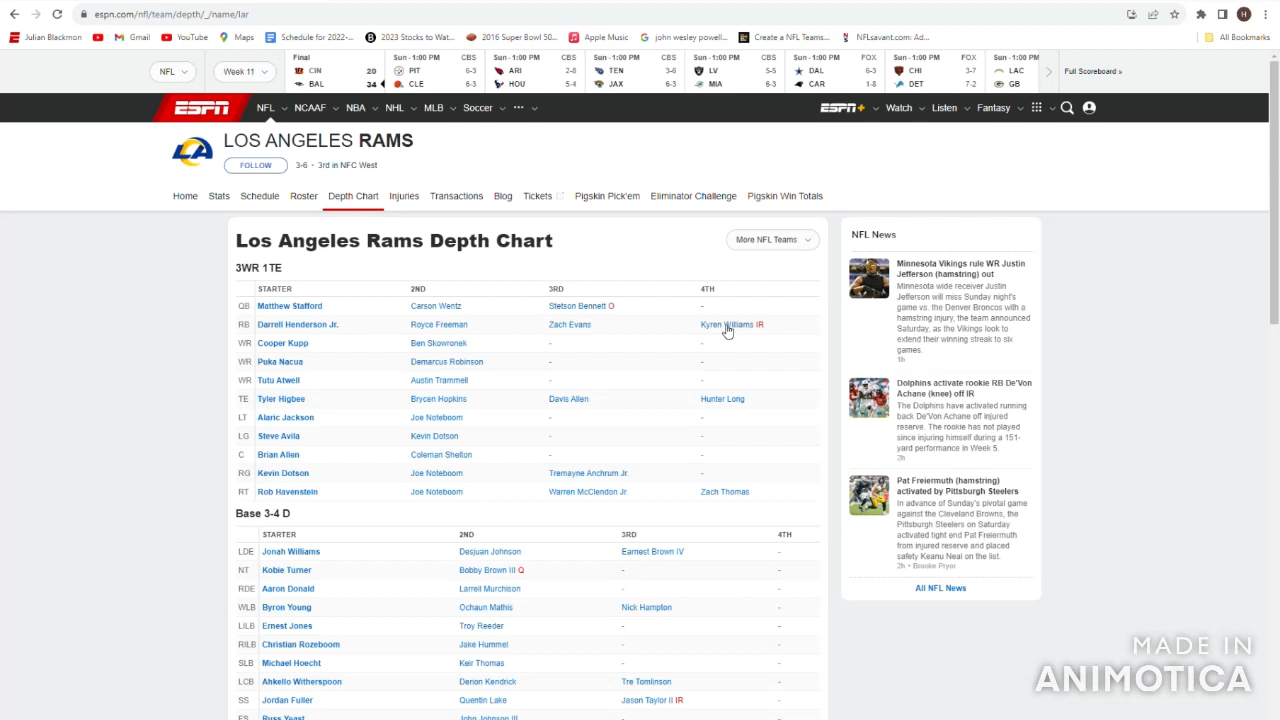 espn.com/nfl/team/depth/_/name/lar
H
Julian Blackmon
Gmail
YouTube
Maps
Schedule for 2022-...
2023 Stocks to Wat...
2016 Super Bowl 50...
Apple Music
john wesley powell...
Create a NFL Teams...
NFLsavant.com: Ad...
All Bookmarks
NFL
Week 11
Final
CIN 20
BAL 34
Sun - 1:00 PM CBS
PIT 6-3
CLE 6-3
Sun - 1:00 PM CBS
ARI 2-8
HOU 5-4
Sun - 1:00 PM CBS
TEN 3-6
JAX 6-3
Sun - 1:00 PM CBS
LV 5-5
MIA 6-3
Sun - 1:00 PM FOX
DAL 6-3
CAR 1-8
Sun - 1:00 PM FOX
CHI 3-7
DET 7-2
Sun - 1:00 PM
LAC
GB
Full Scoreboard »
ESPN NFL NCAAF NBA NHL MLB Soccer ••• ESPN+ Watch Listen Fantasy
LOS ANGELES RAMS
FOLLOW 3-6 • 3rd in NFC West
Home Stats Schedule Roster Depth Chart Injuries Transactions Blog Tickets Pigskin Pick'em Eliminator Challenge Pigskin Win Totals
Los Angeles Rams Depth Chart
More NFL Teams
3WR 1TE
STARTER 2ND 3RD 4TH
QB Matthew Stafford Carson Wentz Stetson Bennett O -
RB Darrell Henderson Jr. Royce Freeman Zach Evans Kyren Williams IR
WR Cooper Kupp Ben Skowronek - -
WR Puka Nacua Demarcus Robinson - -
WR Tutu Atwell Austin Trammell - -
TE Tyler Higbee Brycen Hopkins Davis Allen Hunter Long
LT Alaric Jackson Joe Noteboom - -
LG Steve Avila Kevin Dotson - -
C Brian Allen Coleman Shelton - -
RG Kevin Dotson Joe Noteboom Tremayne Anchrum Jr. -
RT Rob Havenstein Joe Noteboom Warren McClendon Jr. Zach Thomas
Base 3-4 D
STARTER 2ND 3RD 4TH
LDE Jonah Williams Desjuan Johnson Earnest Brown IV -
NT Kobie Turner Bobby Brown III Q - -
RDE Aaron Donald Larrell Murchison - -
WLB Byron Young Ochaun Mathis Nick Hampton -
LILB Ernest Jones Troy Reeder - -
RILB Christian Rozeboom Jake Hummel - -
SLB Michael Hoecht Keir Thomas - -
LCB Ahkello Witherspoon Derion Kendrick Tre Tomlinson -
SS Jordan Fuller Quentin Lake Jason Taylor II IR -
FS Russ Yeast John Johnson III
NFL News
Minnesota Vikings rule WR Justin
Jefferson (hamstring) out
Minnesota wide receiver Justin
Jefferson will miss Sunday night's
game vs. the Denver Broncos with a
hamstring injury, the team announced
Saturday, as the Vikings look to
extend their winning streak to six
games.
1h
Dolphins activate rookie RB De'Von
Achane (knee) off IR
The Dolphins have activated running
back De'Von Achane off injured
reserve. The rookie has not played
since injuring himself during a 151-
yard performance in Week 5.
2h
Pat Freiermuth (hamstring)
activated by Pittsburgh Steelers
In advance of Sunday's pivotal game
against the Cleveland Browns, the
Pittsburgh Steelers on Saturday
activated tight end Pat Freiermuth
from injured reserve and placed
safety Keanu Neal on the list.
2h • Brooke Pryor
All NFL News
MADE IN
ANIMOTICA